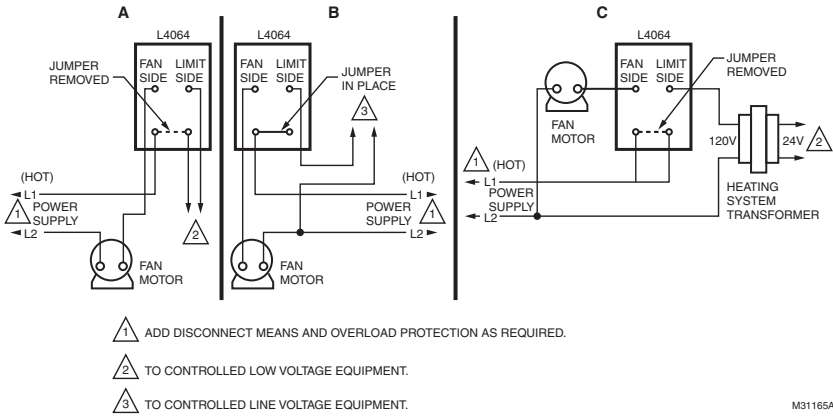 A
L4064
FAN SIDE
LIMIT SIDE
JUMPER
REMOVED
(HOT)
L1
1
POWER
SUPPLY
L2
2
FAN
MOTOR
B
L4064
FAN SIDE
LIMIT SIDE
JUMPER
IN PLACE
3
(HOT)
L1
POWER
SUPPLY
1
L2
FAN
MOTOR
C
L4064
FAN SIDE
LIMIT SIDE
JUMPER
REMOVED
FAN
MOTOR
120V
24V
2
1
(HOT)
L1
POWER
SUPPLY
L2
HEATING
SYSTEM
TRANSFORMER
1 ADD DISCONNECT MEANS AND OVERLOAD PROTECTION AS REQUIRED.
2 TO CONTROLLED LOW VOLTAGE EQUIPMENT.
3 TO CONTROLLED LINE VOLTAGE EQUIPMENT.
M31165A